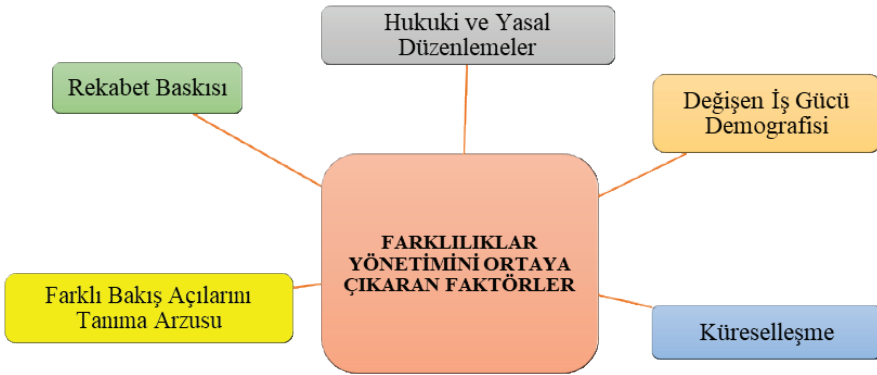 Hukuki ve Yasal
Düzenlemeler
Rekabet Baskısı
Değişen İş Gücü
Demografisi
FARKLILIKLAR
YÖNETİMİNİ ORTAYA
ÇIKARAN FAKTÖRLER
Farklı Bakış Açılarını
Tanıma Arzusu
Küreselleşme